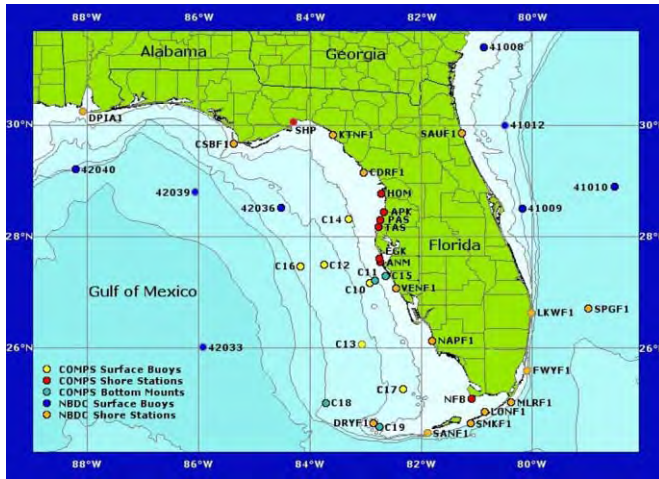 88°W 86°W 84°W 82°W 80°W
Alabama
Georgia
41008
DPIA1
30°N
SHP
KTNF1
SAUF1
41012
30°N
CSBF1
42040
CDRF1
42039
HOM
41010
42036
APK
C14
PAS
41009
TAS
28°N
Florida
28°N
EGK
C16
C12
C11
ANM
C15
C10
VENF1
Gulf of Mexico
LKWF1
SPGF1
C13
NAPF1
26°N
42033
26°N
COMPS Surface Buoys
FWYF1
COMPS Shore Stations
C17
COMPS Bottom Mounts
C18
NFB
MLRF1
NBDC Surface Buoys
LONF1
NBDC Shore Stations
DRYF1
C19
SANF1
SMKF1
88°W 86°W 84°W 82°W 80°W